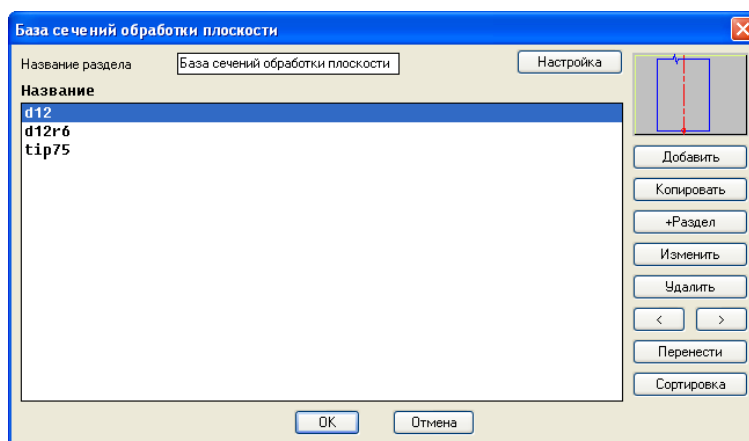 База сечений обработки плоскости
Название раздела База сечений обработки плоскости Настройка
Название
d12
d12r6
tip75
Добавить
Копировать
+Раздел
Изменить
Удалить
< >
Перенести
Сортировка
OK Отмена